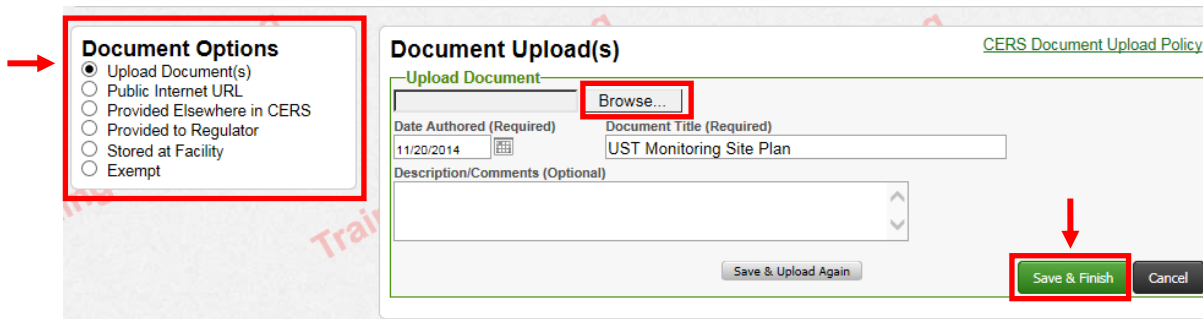 Document Options
Upload Document(s)
Public Internet URL
Provided Elsewhere in CERS
Provided to Regulator
Stored at Facility
Exempt
Document Upload(s)
CERS Document Upload Policy
Upload Document
Browse...
Date Authored (Required) Document Title (Required)
11/20/2014 UST Monitoring Site Plan
Description/Comments (Optional)
Save & Upload Again
Save & Finish Cancel